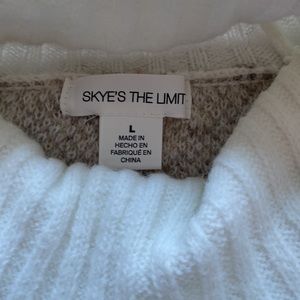 SKYE'S THE LIMIT
L
MADE IN
HECHO EN
FABRIQUÉ EN
CHINA